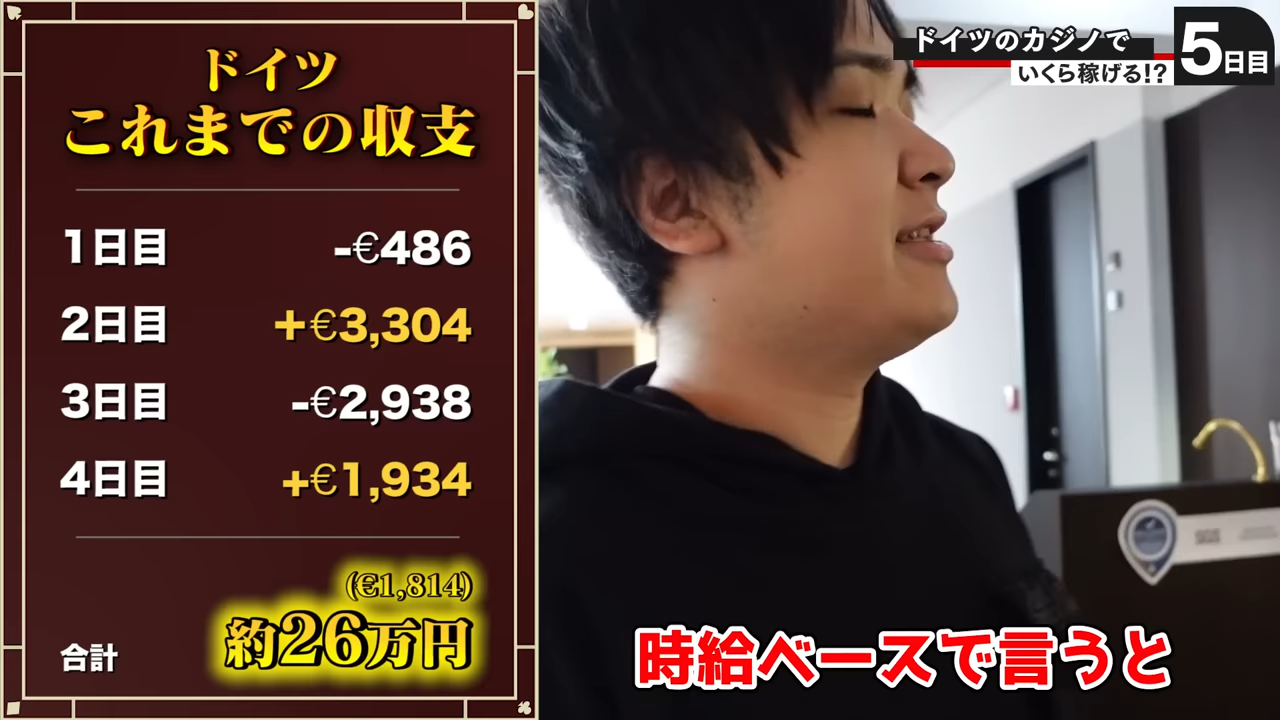 ドイツ
これまでの収支
1日目 -€486
2日目 +€3,304
3日目 -€2,938
4日目 +€1,934
(€1,814)
合計 約26万円
ドイツのカジノで
いくら稼げる!?
5日目
時給ベースで言うと
SGS